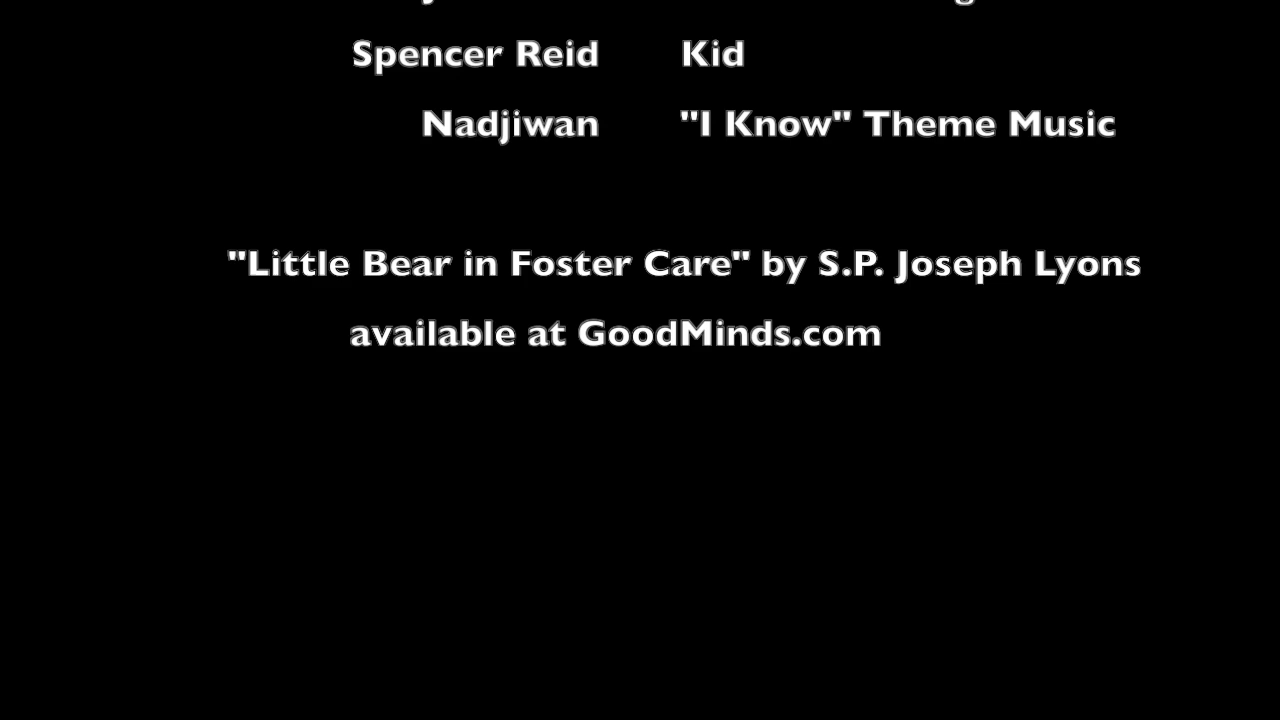 Spencer Reid Kid
Nadjiwan "I Know" Theme Music
"Little Bear in Foster Care" by S.P. Joseph Lyons
available at GoodMinds.com